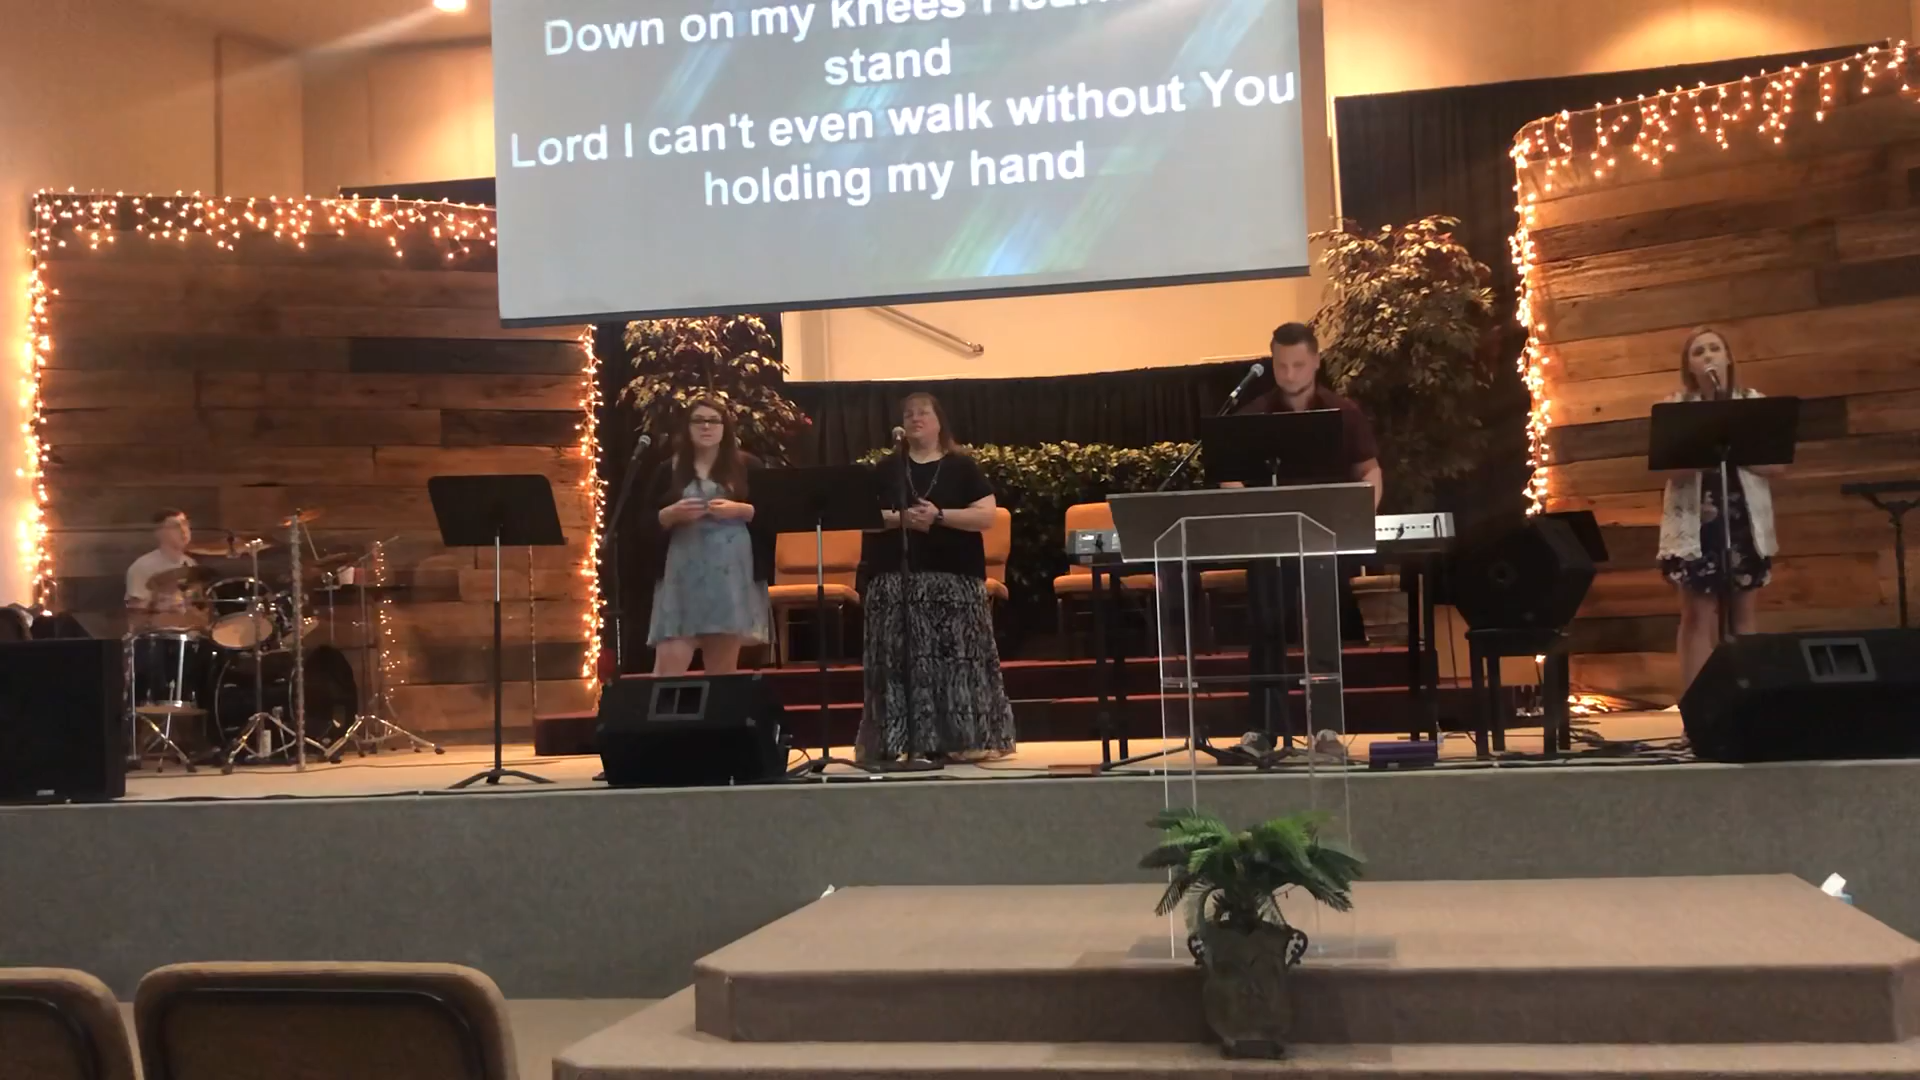 Down on my knees I
stand
Lord I can't even walk without You
holding my hand